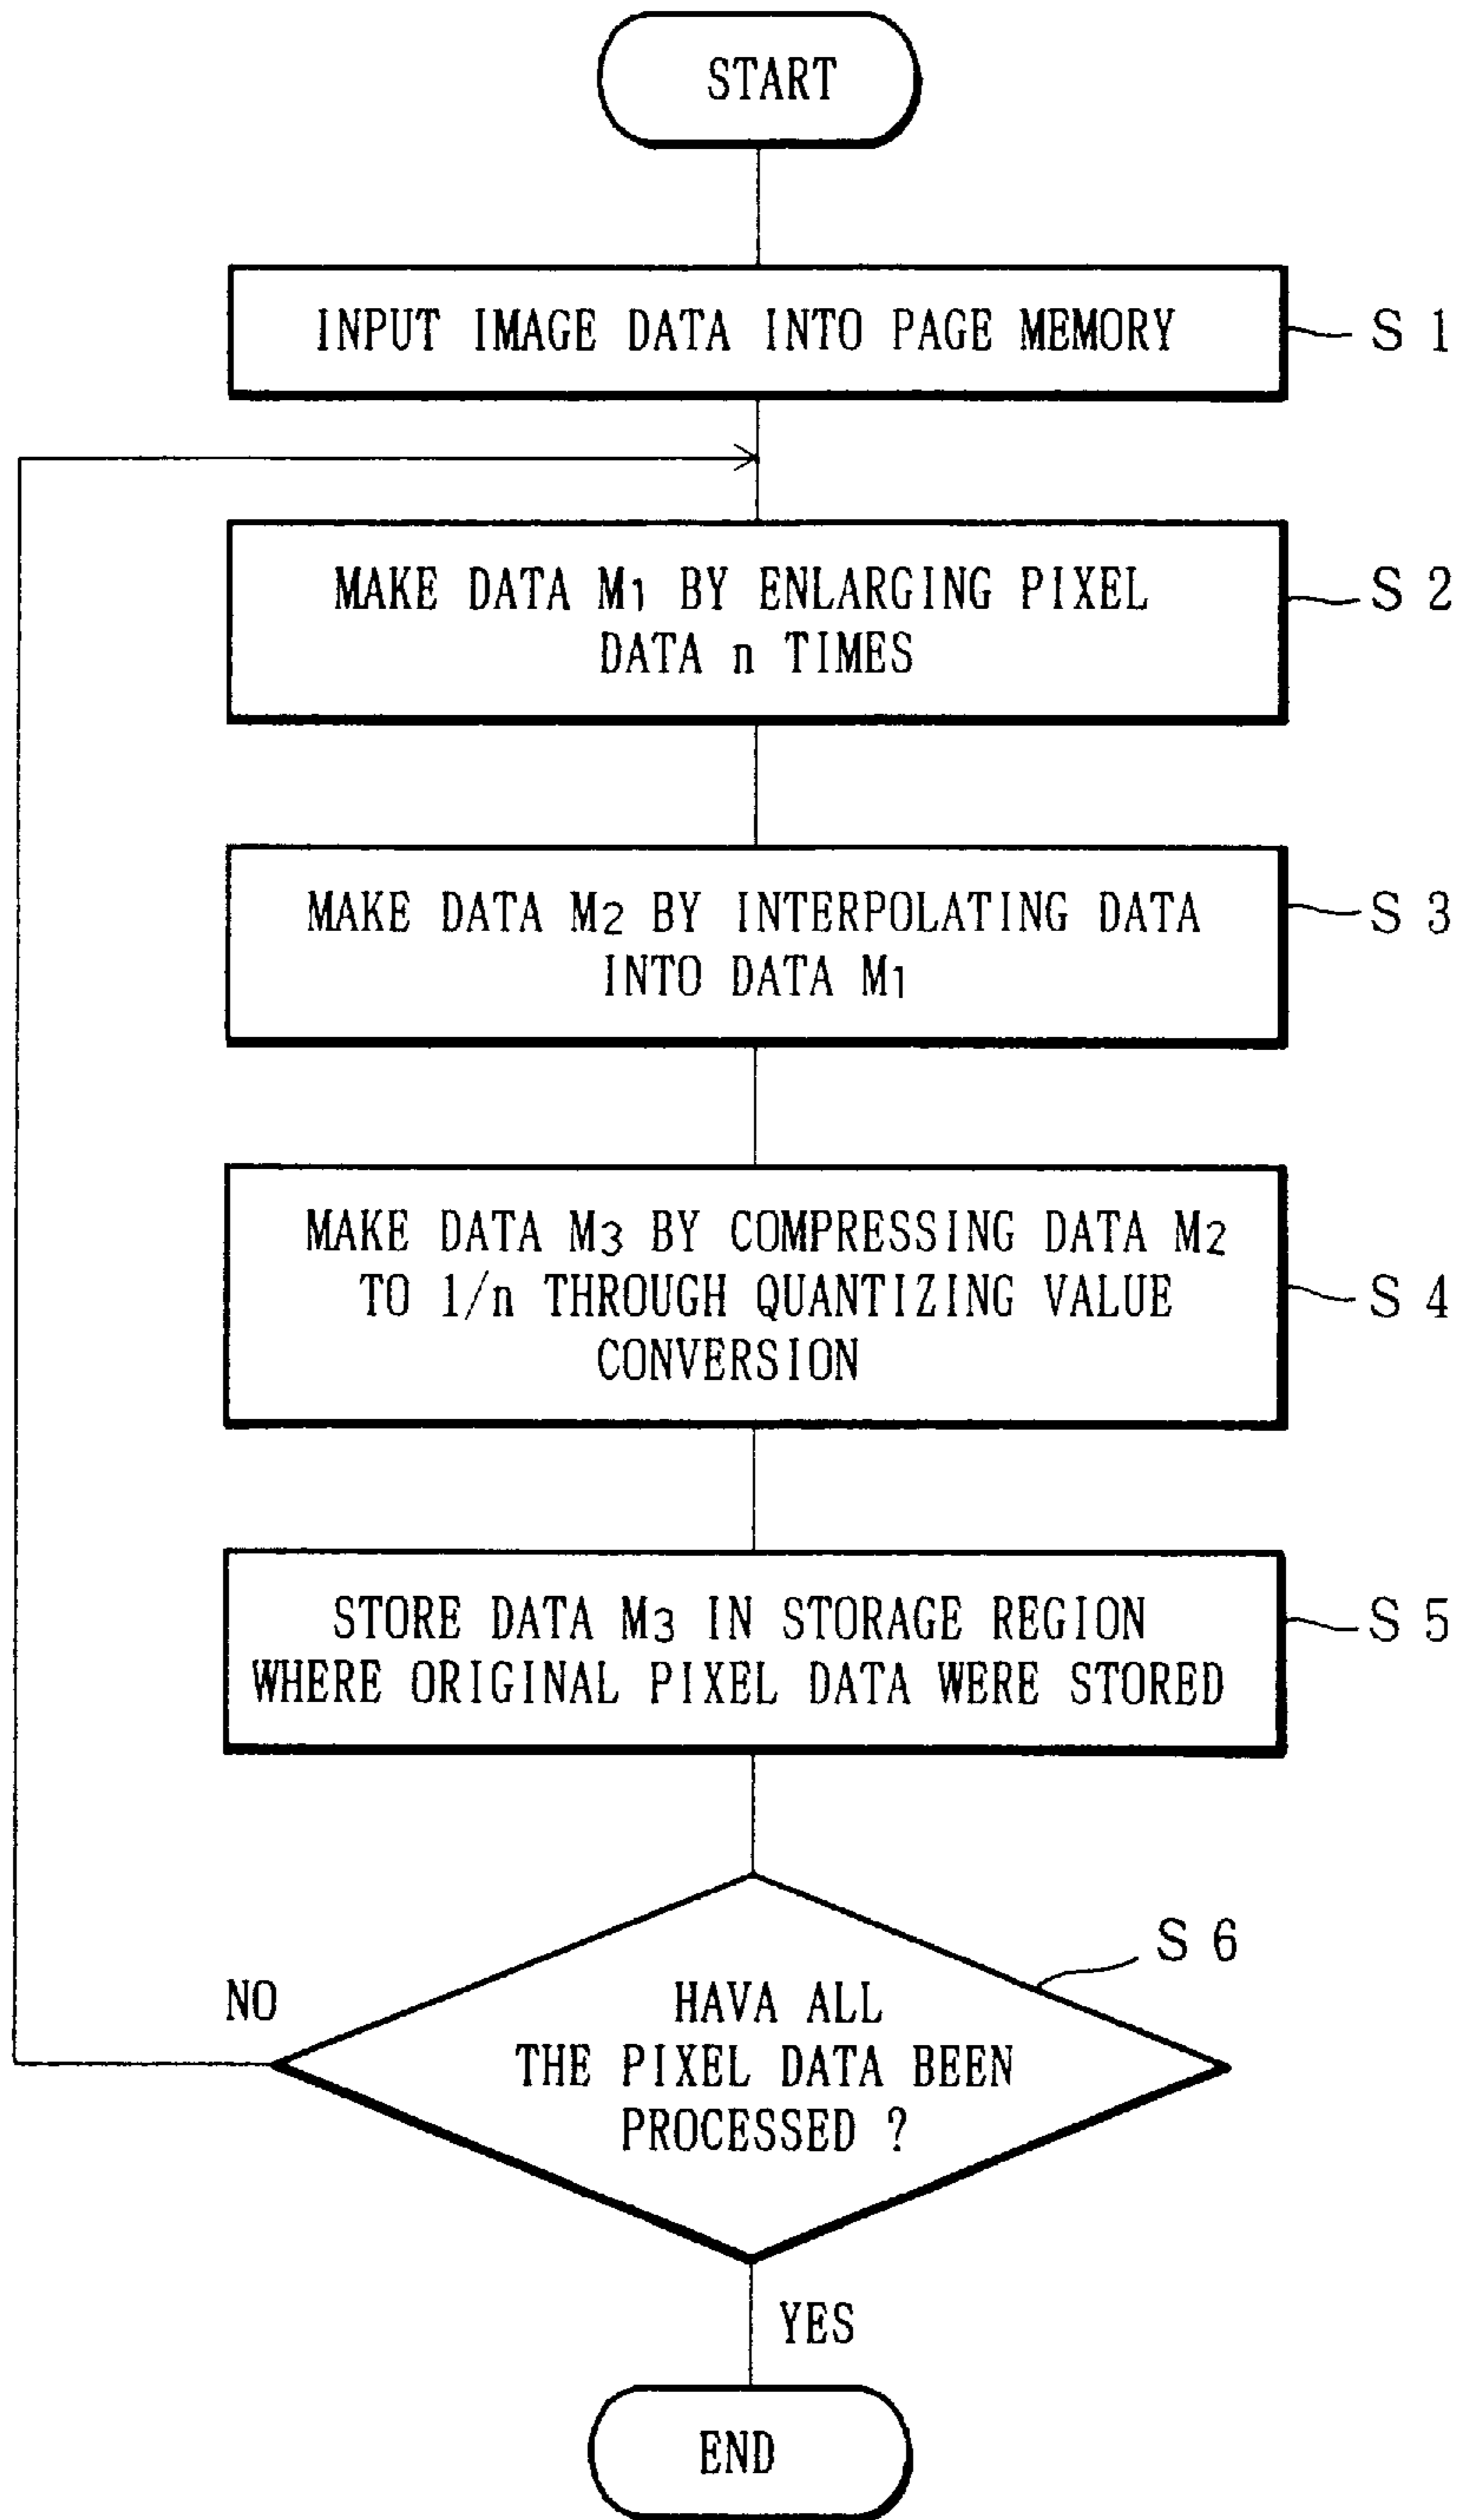 START
INPUT IMAGE DATA INTO PAGE MEMORY
S 1
MAKE DATA M1 BY ENLARGING PIXEL
DATA n TIMES
S 2
MAKE DATA M2 BY INTERPOLATING DATA
INTO DATA M1
S 3
MAKE DATA M3 BY COMPRESSING DATA M2
TO 1/n THROUGH QUANTIZING VALUE
CONVERSION
S 4
STORE DATA M3 IN STORAGE REGION
WHERE ORIGINAL PIXEL DATA WERE STORED
S 5
S 6
NO
HAVA ALL
THE PIXEL DATA BEEN
PROCESSED ?
YES
END